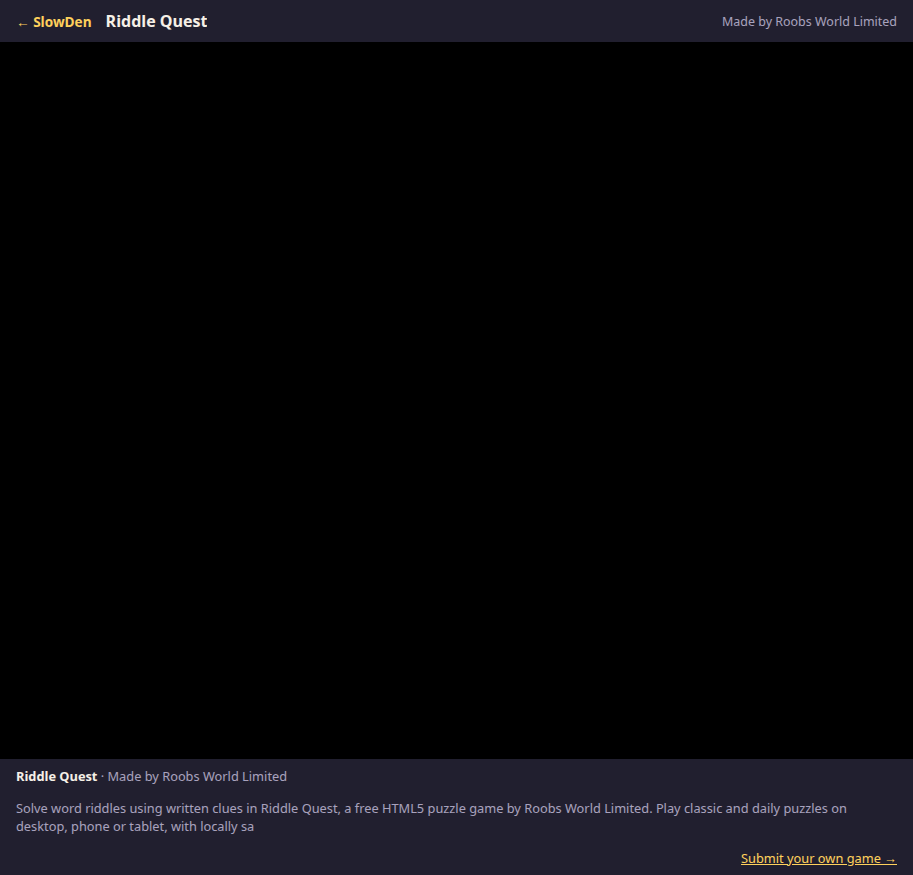 ← SlowDen Riddle Quest Made by Roobs World Limited
Riddle Quest · Made by Roobs World Limited
Solve word riddles using written clues in Riddle Quest, a free HTML5 puzzle game by Roobs World Limited. Play classic and daily puzzles on
desktop, phone or tablet, with locally sa
Submit your own game →